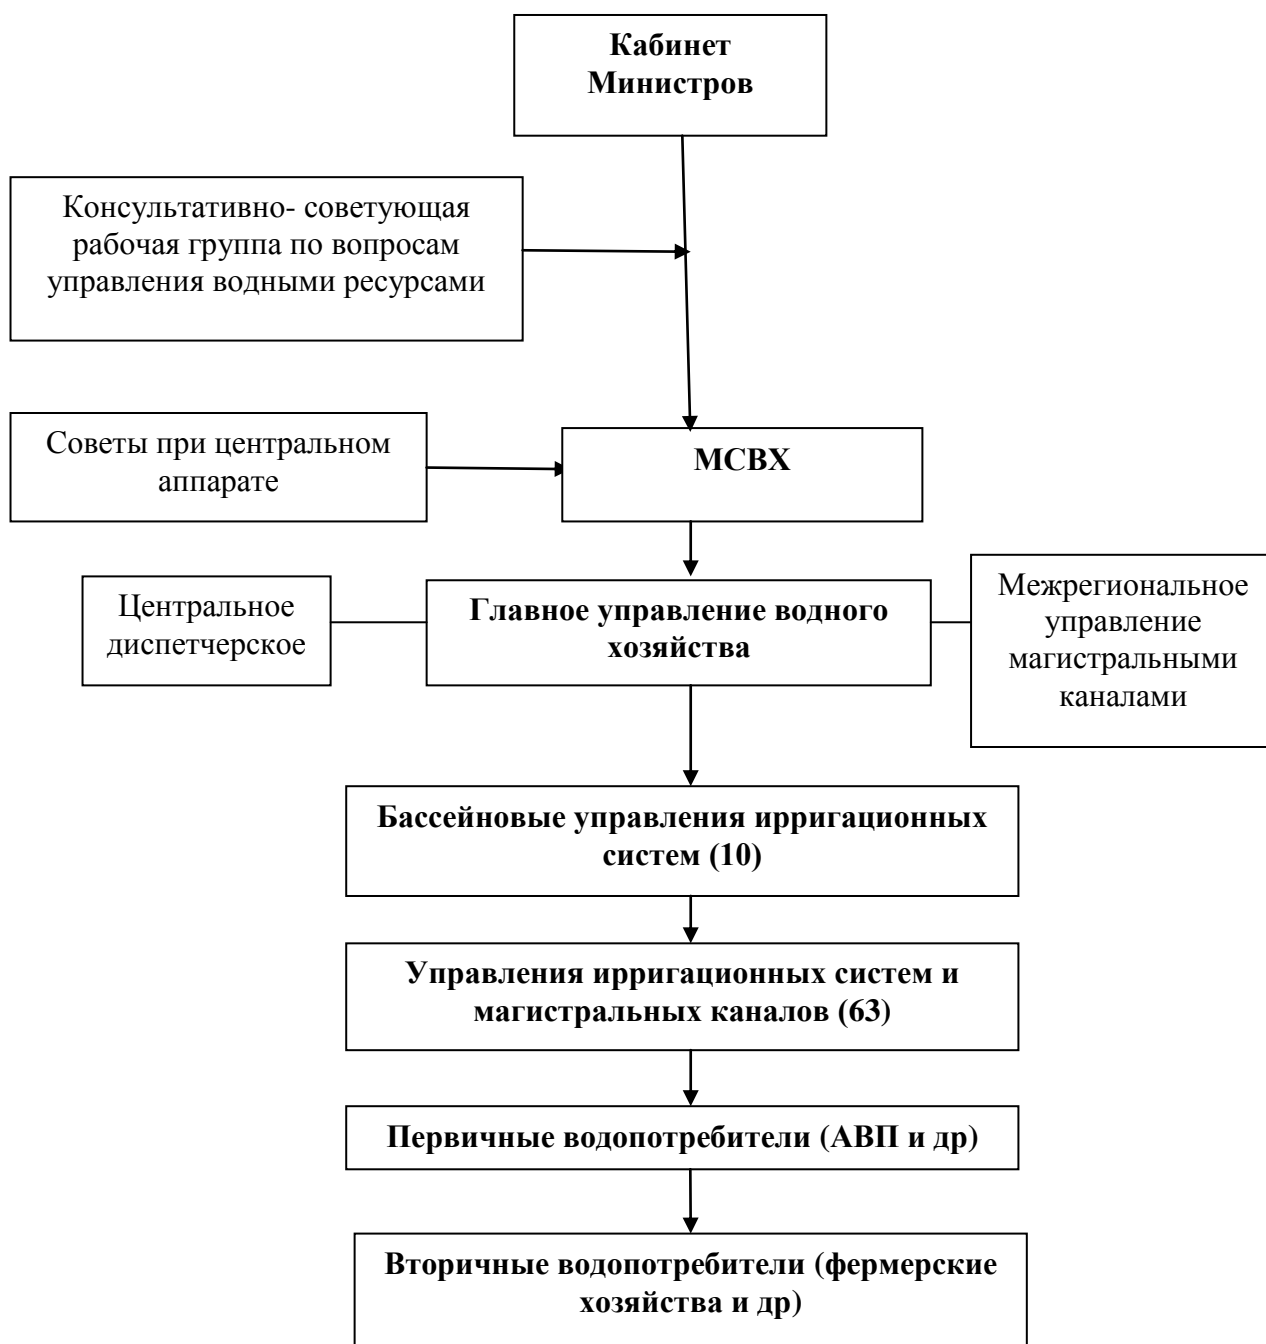 Кабинет
Министров
Консультативно- советующая
рабочая группа по вопросам
управления водными ресурсами
Советы при центральном
аппарате
МСВХ
Центральное
диспетчерское
Главное управление водного
хозяйства
Межрегиональное
управление
магистральными
каналами
Бассейновые управления ирригационных
систем (10)
Управления ирригационных систем и
магистральных каналов (63)
Первичные водопотребители (АВП и др)
Вторичные водопотребители (фермерские
хозяйства и др)